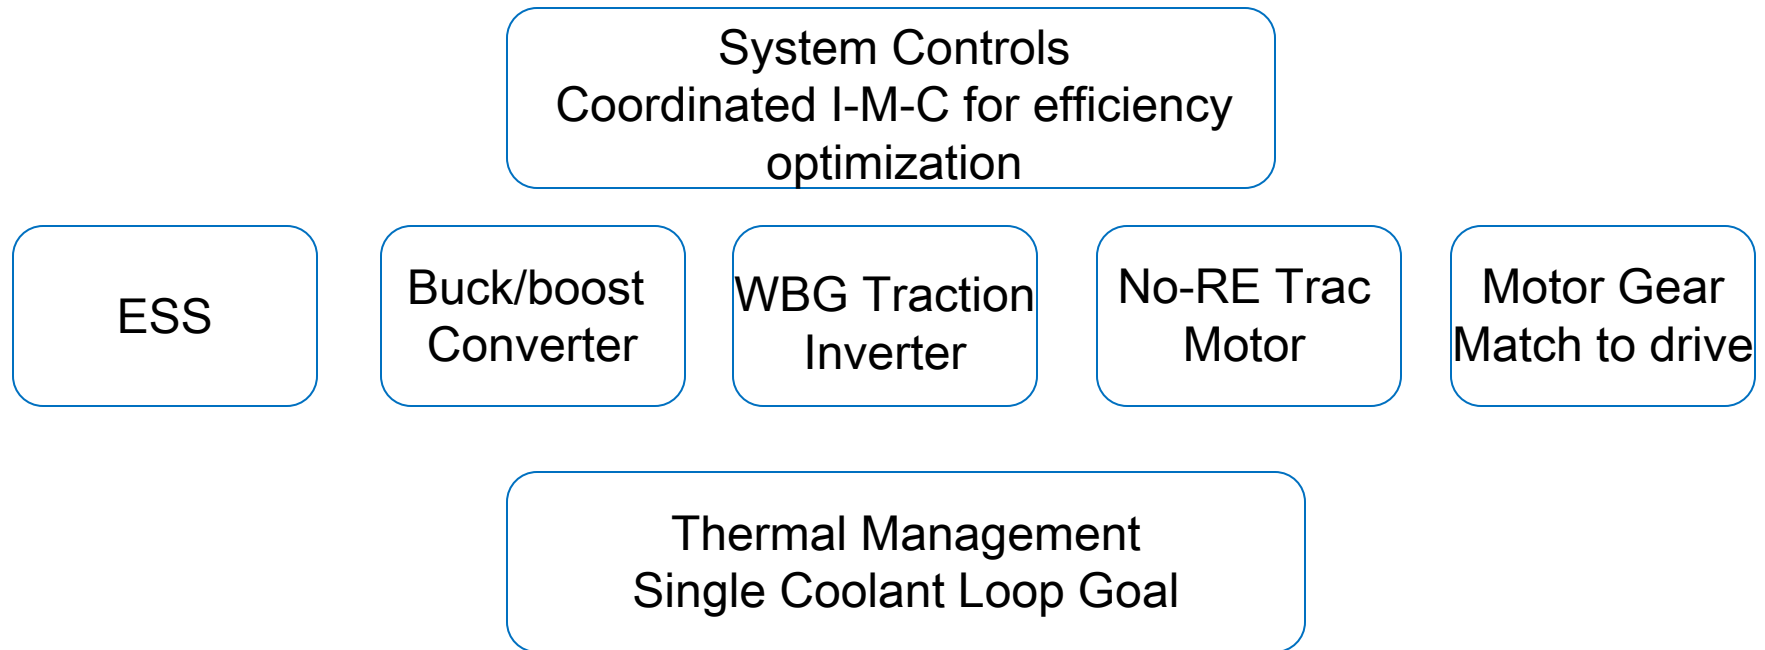 System Controls
Coordinated I-M-C for efficiency
optimization
ESS
Buck/boost
Converter
WBG Traction
Inverter
No-RE Trac
Motor
Motor Gear
Match to drive
Thermal Management
Single Coolant Loop Goal